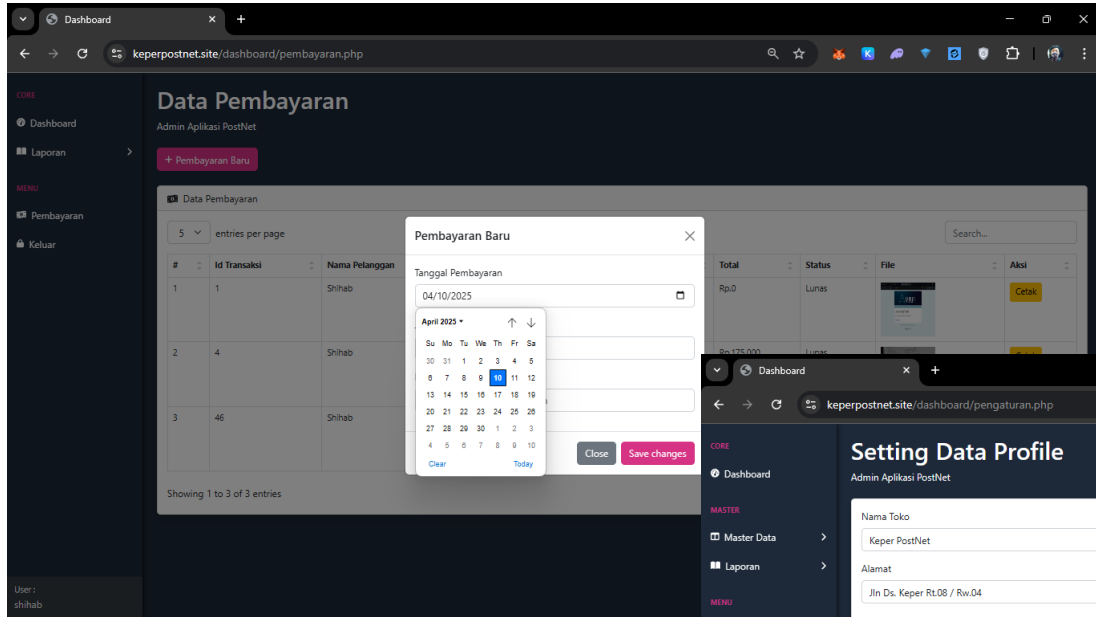 Dashboard
keperpostnet.site/dashboard/pembayaran.php
CORE
Dashboard
Laporan
MENU
Pembayaran
Keluar
User :
shihab
Data Pembayaran
Admin Aplikasi PostNet
+ Pembayaran Baru
Data Pembayaran
5 entries per page
Search...
# Id Transaksi Nama Pelanggan Total Status File Aksi
1 1 Shihab Rp.0 Lunas Cetak
2 4 Shihab Rp.175.000 Lunas
3 46 Shihab
Showing 1 to 3 of 3 entries
Pembayaran Baru
Tanggal Pembayaran
04/10/2025
April 2025
Su Mo Tu We Th Fr Sa
30 31 1 2 3 4 5
6 7 8 9 10 11 12
13 14 15 16 17 18 19
20 21 22 23 24 25 26
27 28 29 30 1 2 3
4 5 6 7 8 9 10
Clear Today
Close Save changes
Dashboard
keperpostnet.site/dashboard/pengaturan.php
CORE
Dashboard
MASTER
Master Data
Laporan
MENU
Setting Data Profile
Admin Aplikasi PostNet
Nama Toko
Keper PostNet
Alamat
Jln Ds. Keper Rt.08 / Rw.04